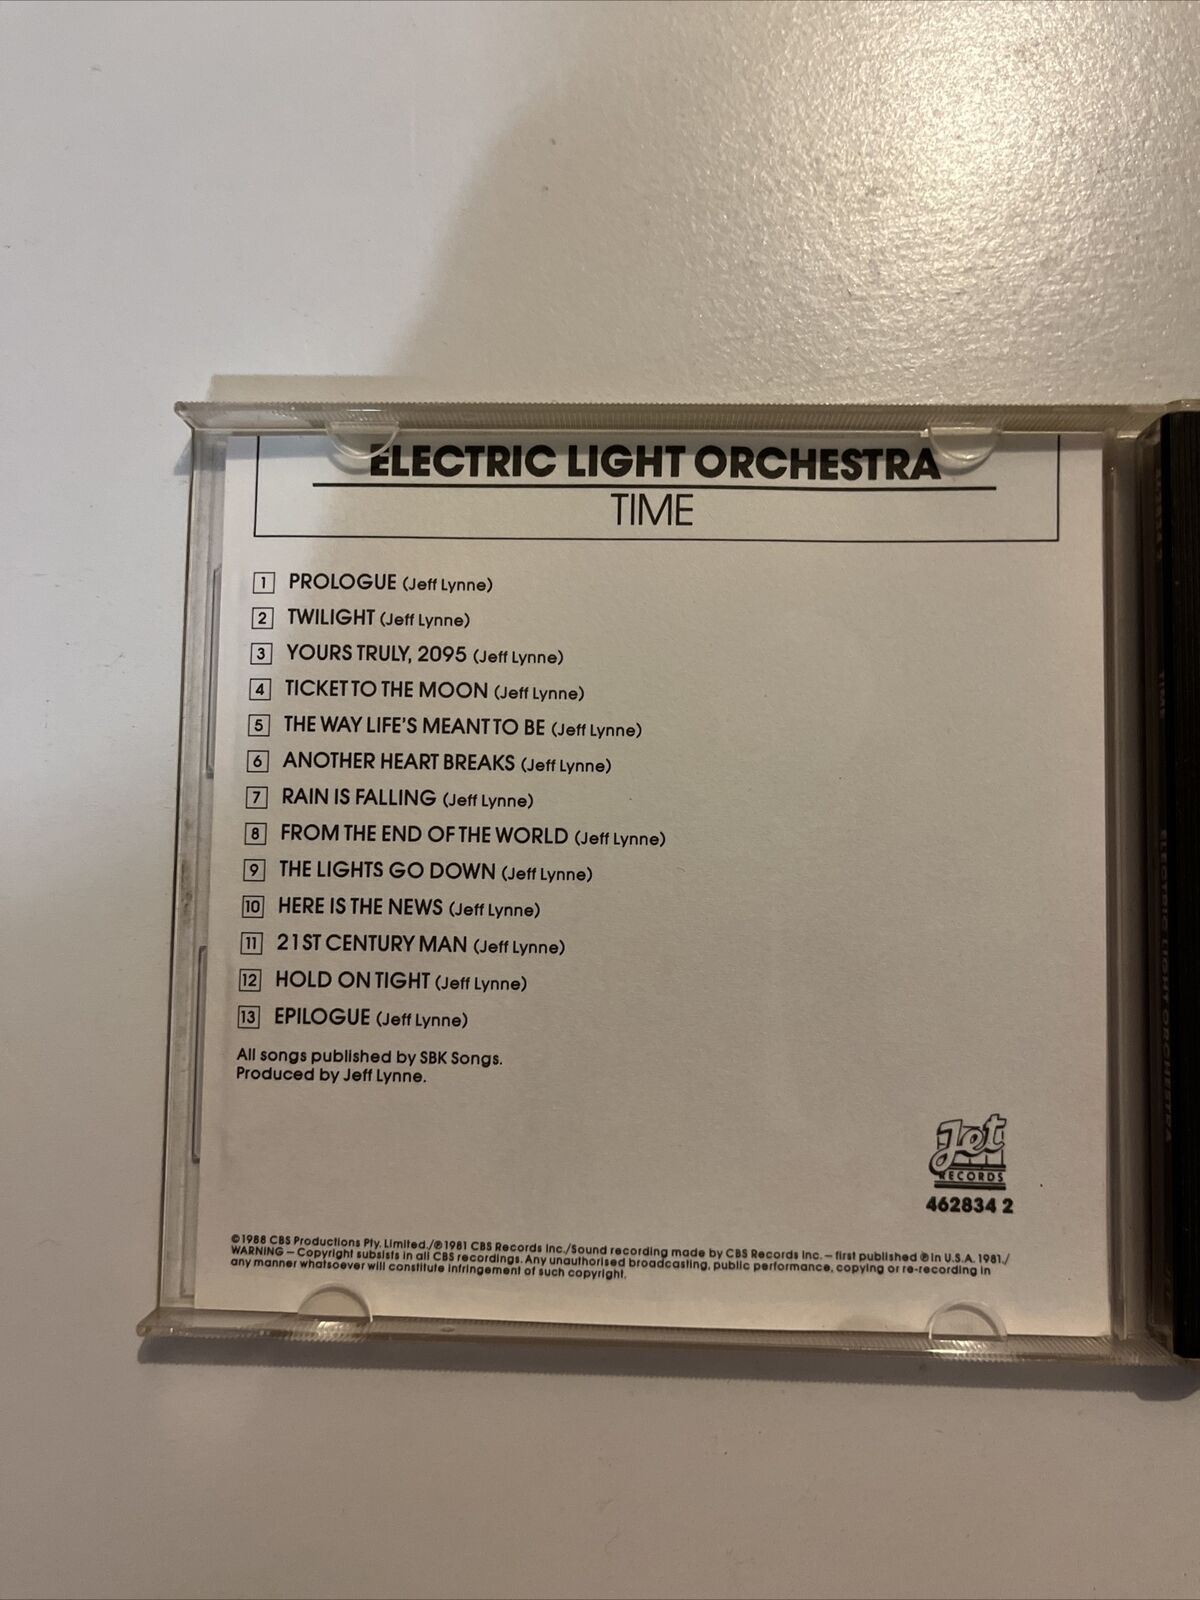 ELECTRIC LIGHT ORCHESTRA
TIME
1 PROLOGUE (Jeff Lynne)
2 TWILIGHT (Jeff Lynne)
3 YOURS TRULY, 2095 (Jeff Lynne)
4 TICKET TO THE MOON (Jeff Lynne)
5 THE WAY LIFE'S MEANT TO BE (Jeff Lynne)
6 ANOTHER HEART BREAKS (Jeff Lynne)
7 RAIN IS FALLING (Jeff Lynne)
8 FROM THE END OF THE WORLD (Jeff Lynne)
9 THE LIGHTS GO DOWN (Jeff Lynne)
10 HERE IS THE NEWS (Jeff Lynne)
11 21ST CENTURY MAN (Jeff Lynne)
12 HOLD ON TIGHT (Jeff Lynne)
13 EPILOGUE (Jeff Lynne)
All songs published by SBK Songs.
Produced by Jeff Lynne.
Jet
RECORDS
462834 2
©1988 CBS Productions Pty. Limited./℗1981 CBS Records Inc./Sound recording made by CBS Records Inc. – first published ℗ in U.S.A. 1981./
WARNING – Copyright subsists in all CBS recordings. Any unauthorised broadcasting, public performance, copying or re-recording in
any manner whatsoever will constitute infringement of such copyright.
TIME
ELECTRIC LIGHT ORCHESTRA